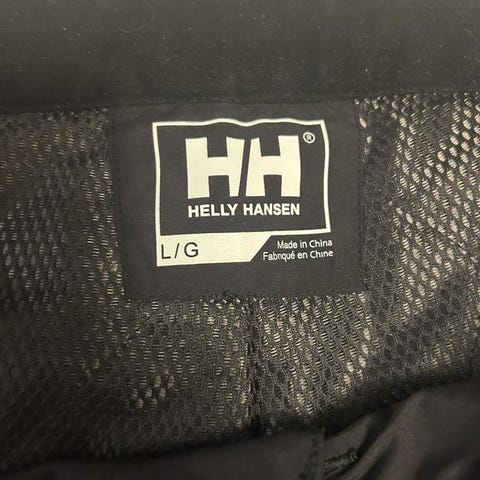 HH®
HELLY HANSEN
L/G
Made in China
Fabriqué en Chine